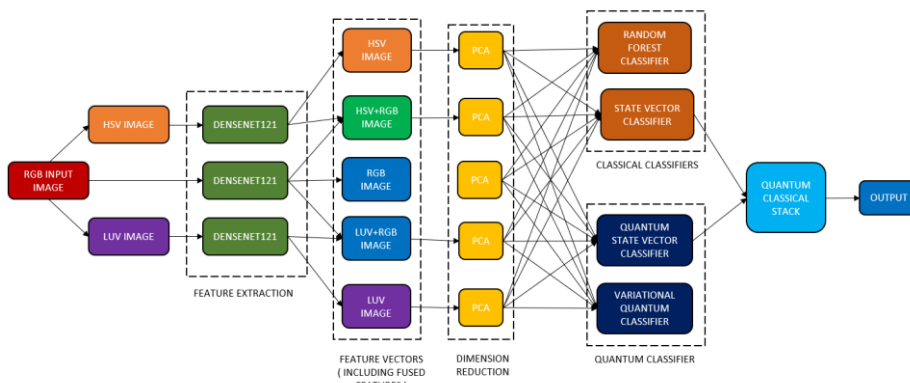 RGB INPUT
IMAGE
HSV IMAGE
LUV IMAGE
DENSENET121
DENSENET121
DENSENET121
FEATURE EXTRACTION
HSV
IMAGE
HSV+RGB
IMAGE
RGB
IMAGE
LUV+RGB
IMAGE
LUV
IMAGE
FEATURE VECTORS
( INCLUDING FUSED
FEATURES )
PCA
PCA
PCA
PCA
PCA
DIMENSION
REDUCTION
RANDOM
FOREST
CLASSIFIER
STATE VECTOR
CLASSIFIER
CLASSICAL CLASSIFIERS
QUANTUM
STATE VECTOR
CLASSIFIER
VARIATIONAL
QUANTUM
CLASSIFIER
QUANTUM CLASSIFIER
QUANTUM
CLASSICAL
STACK
OUTPUT